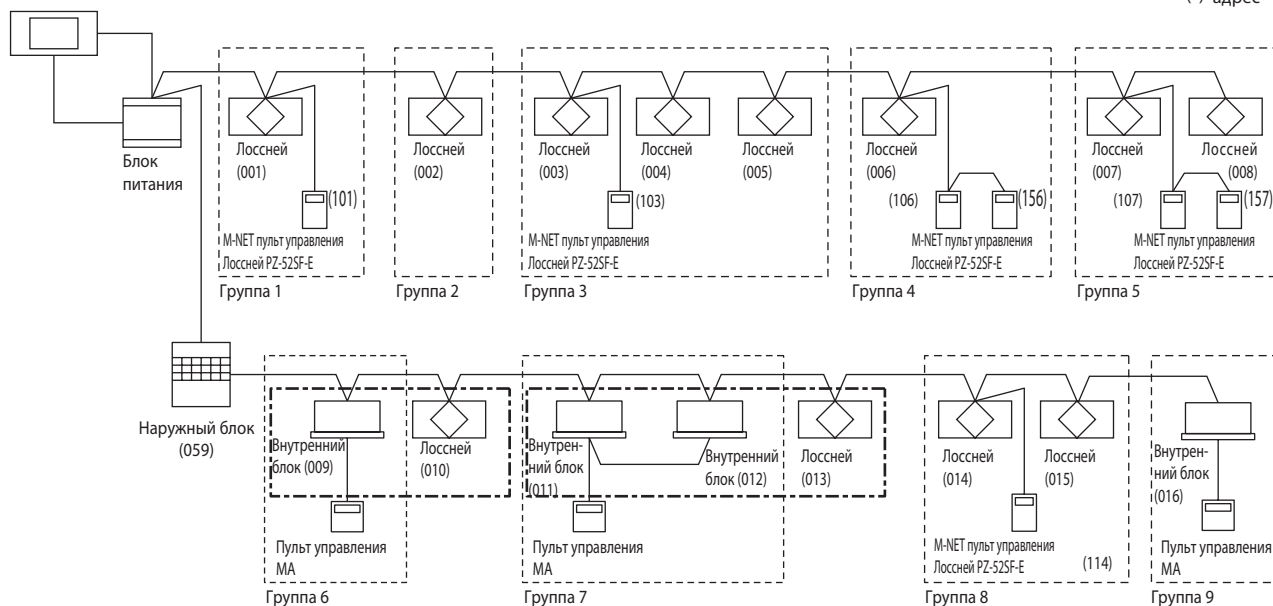 ( ) адрес
Блок
питания
Лоссней
(001)
(101)
M-NET пульт управления
Лоссней PZ-52SF-E
Группа 1
Лоссней
(002)
Группа 2
Лоссней
(003)
Лоссней
(004)
Лоссней
(005)
(103)
M-NET пульт управления
Лоссней PZ-52SF-E
Группа 3
Лоссней
(006)
(106)
(156)
M-NET пульт управления
Лоссней PZ-52SF-E
Группа 4
Лоссней
(007)
Лоссней
(008)
(107)
(157)
M-NET пульт управления
Лоссней PZ-52SF-E
Группа 5
Наружный блок
(059)
Внутренний
блок (009)
Лоссней
(010)
Пульт управления
MA
Группа 6
Внутрен-
ний блок
(011)
Внутренний
блок (012)
Лоссней
(013)
Пульт управления
MA
Группа 7
Лоссней
(014)
Лоссней
(015)
M-NET пульт управления
Лоссней PZ-52SF-E
(114)
Группа 8
Внутрен-
ний блок
(016)
Пульт управления
MA
Группа 9